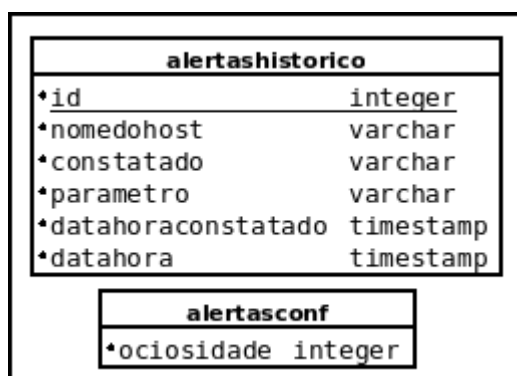 alertashistorico
id integer
nomedohost varchar
constatado varchar
parametro varchar
datahoraconstatado timestamp
datahora timestamp
alertasconf
ociosidade integer